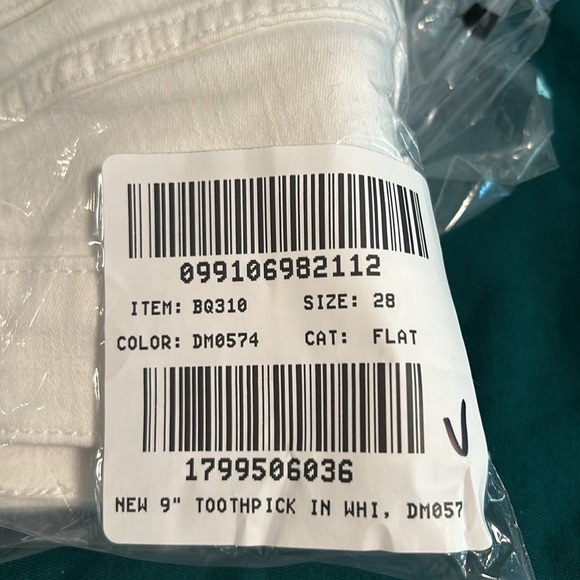 099106982112
ITEM: BQ310 SIZE: 28
COLOR: DM0574 CAT: FLAT
1799506036
NEW 9" TOOTHPICK IN WHI, DM057